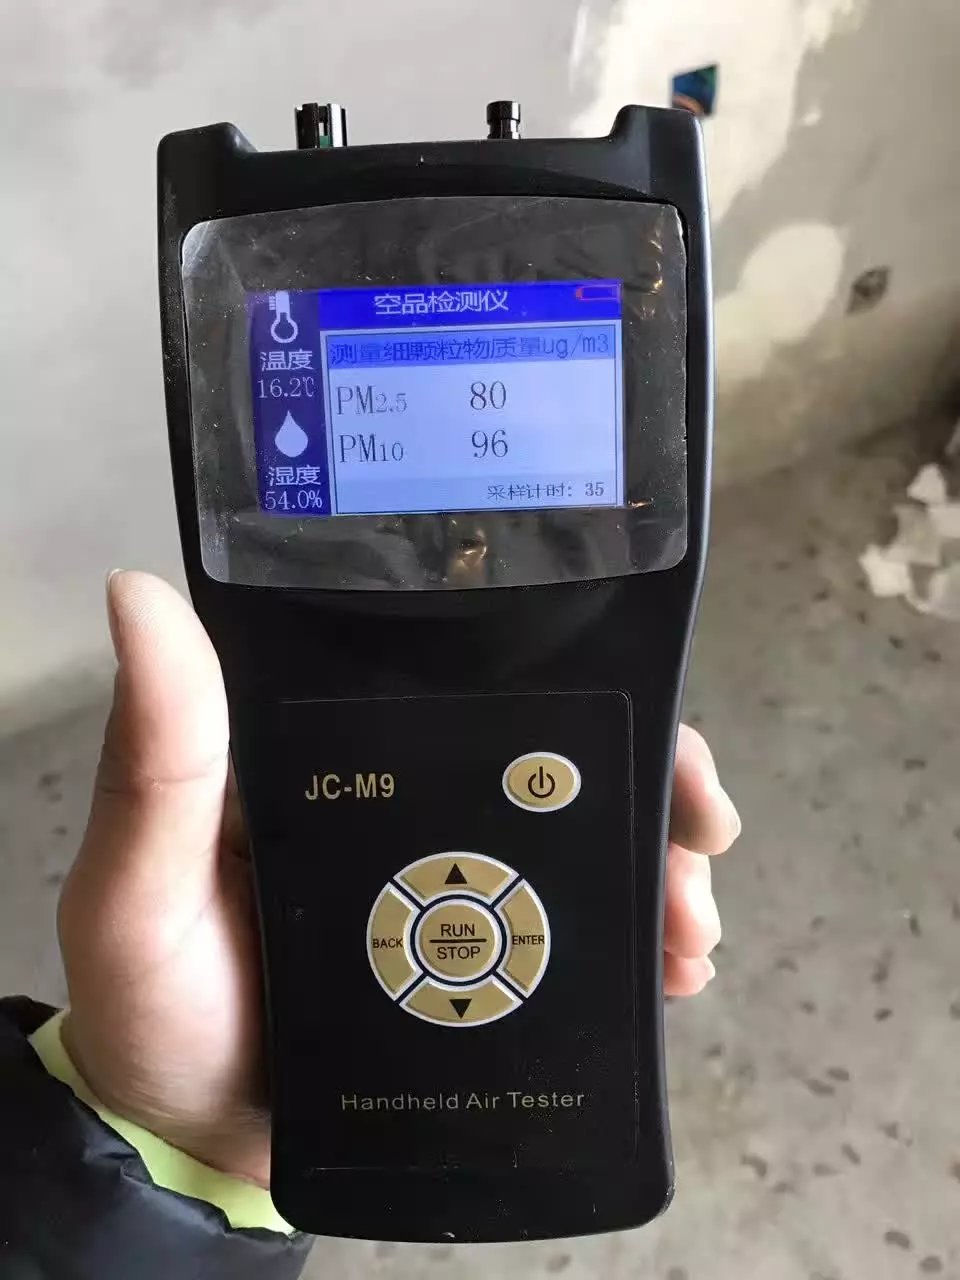 空品检测仪
温度
16.2℃
湿度
54.0%
测量细颗粒物质量ug/m3
PM2.5 80
PM10 96
采样计时: 35
JC-M9
RUN
STOP
BACK
ENTER
Handheld Air Tester